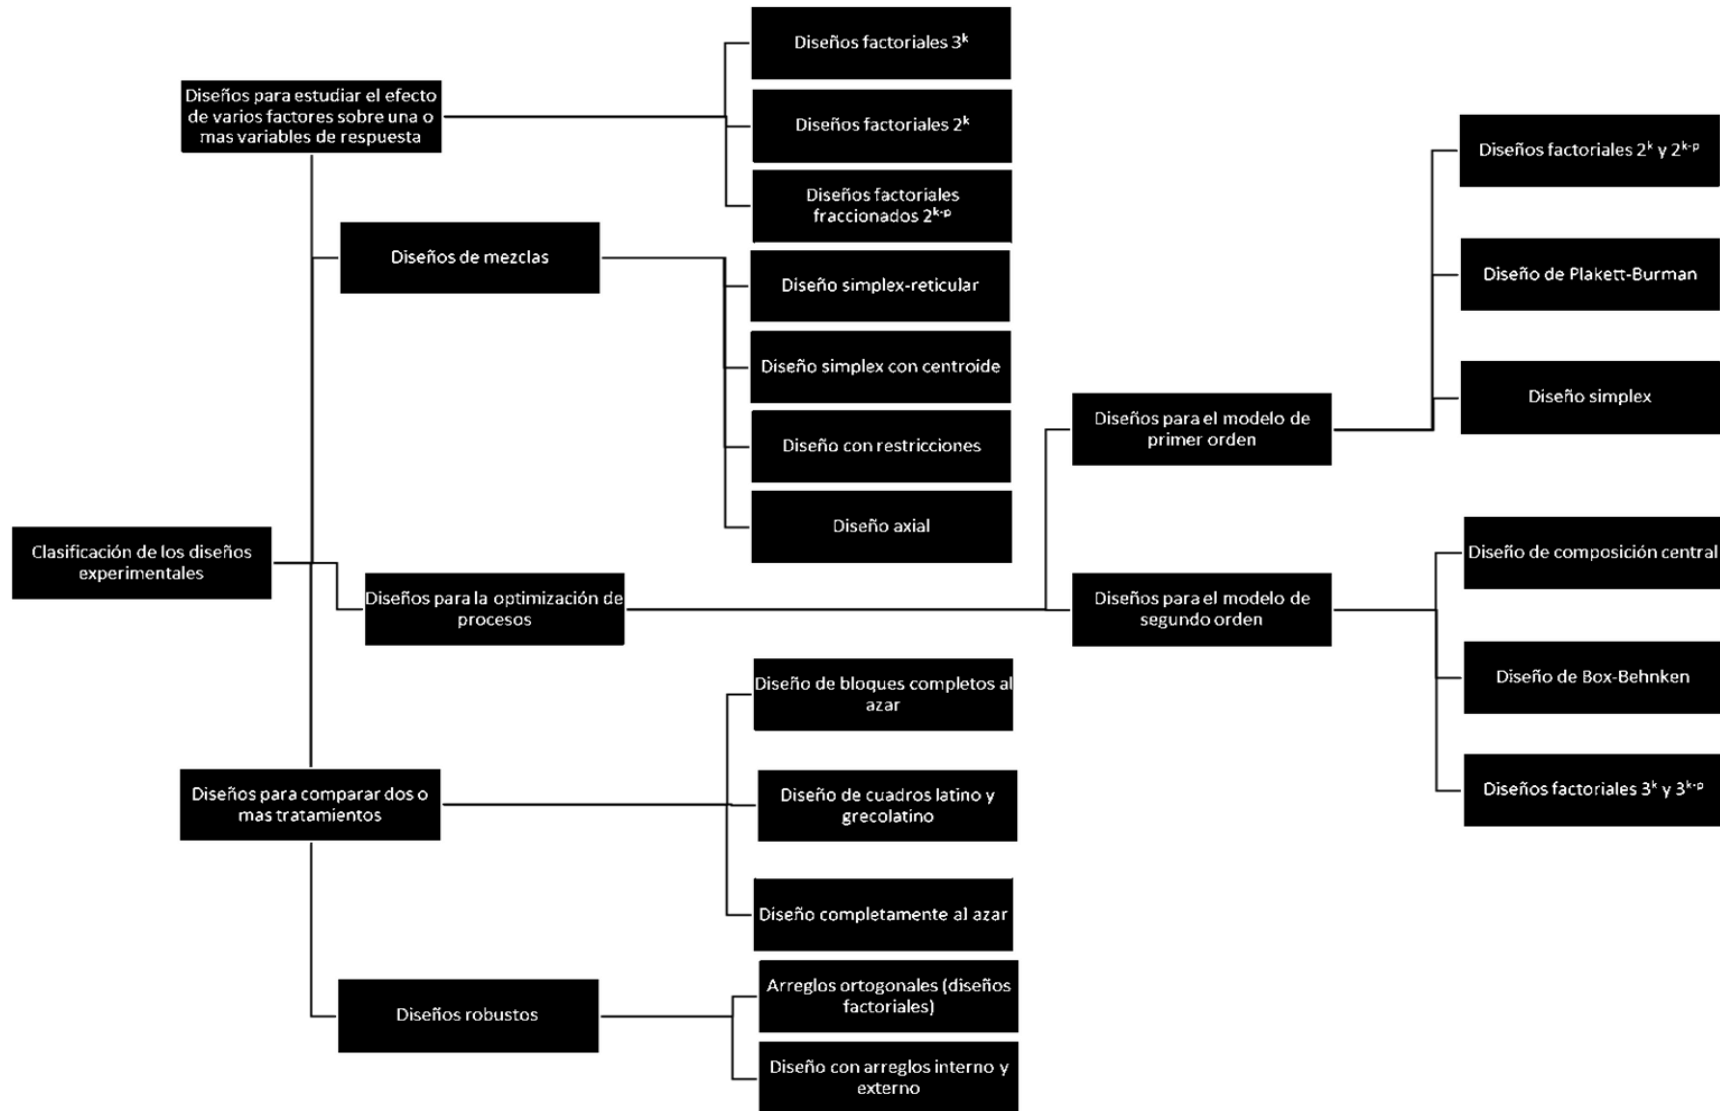 Clasificación de los diseños
experimentales
Diseños para estudiar el efecto
de varios factores sobre una o
mas variables de respuesta
Diseños factoriales 3ᵏ
Diseños factoriales 2ᵏ
Diseños factoriales
fraccionados 2ᵏ⁻ᵖ
Diseños de mezclas
Diseño simplex-reticular
Diseño simplex con centroide
Diseño con restricciones
Diseño axial
Diseños para la optimización de
procesos
Diseños para el modelo de
primer orden
Diseños factoriales 2ᵏ y 2ᵏ⁻ᵖ
Diseño de Plakett-Burman
Diseño simplex
Diseños para el modelo de
segundo orden
Diseño de composición central
Diseño de Box-Behnken
Diseños factoriales 3ᵏ y 3ᵏ⁻ᵖ
Diseños para comparar dos o
mas tratamientos
Diseño de bloques completos al
azar
Diseño de cuadros latino y
grecolatino
Diseño completamente al azar
Diseños robustos
Arreglos ortogonales (diseños
factoriales)
Diseño con arreglos interno y
externo